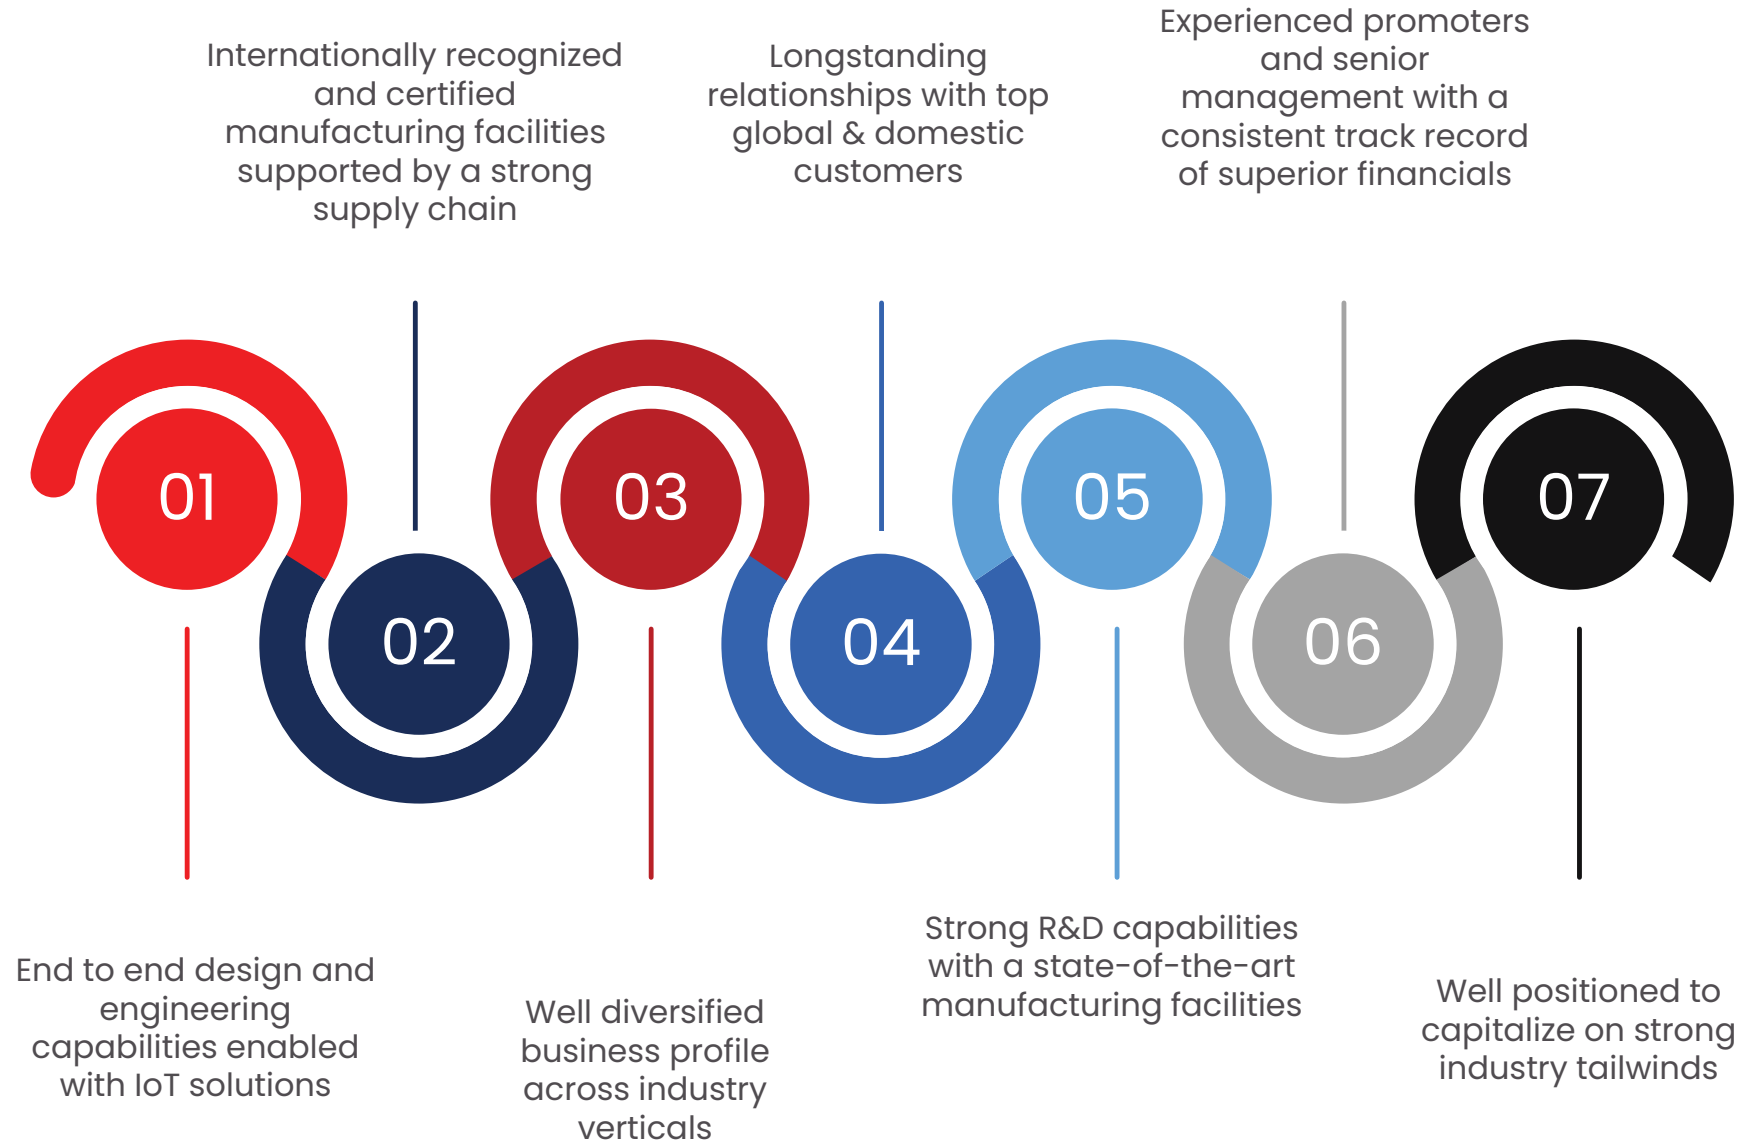 Internationally recognized
and certified
manufacturing facilities
supported by a strong
supply chain
Longstanding
relationships with top
global & domestic
customers
Experienced promoters
and senior
management with a
consistent track record
of superior financials
01
02
03
04
05
06
07
End to end design and
engineering
capabilities enabled
with IoT solutions
Well diversified
business profile
across industry
verticals
Strong R&D capabilities
with a state-of-the-art
manufacturing facilities
Well positioned to
capitalize on strong
industry tailwinds